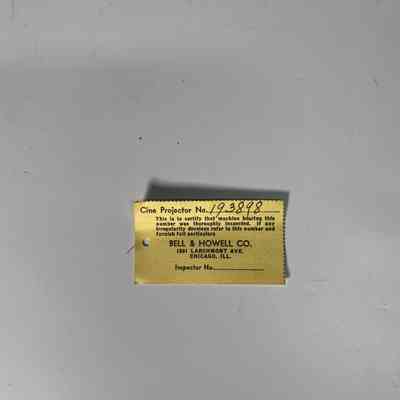 Cine Projector No. 193898
This is to certify that machine bearing this
number was thoroughly inspected. If any
irregularity develops refer to this number and
furnish full particulars
BELL & HOWELL CO.
1801 LARCHMONT AVE.
CHICAGO, ILL.
Inspector No.